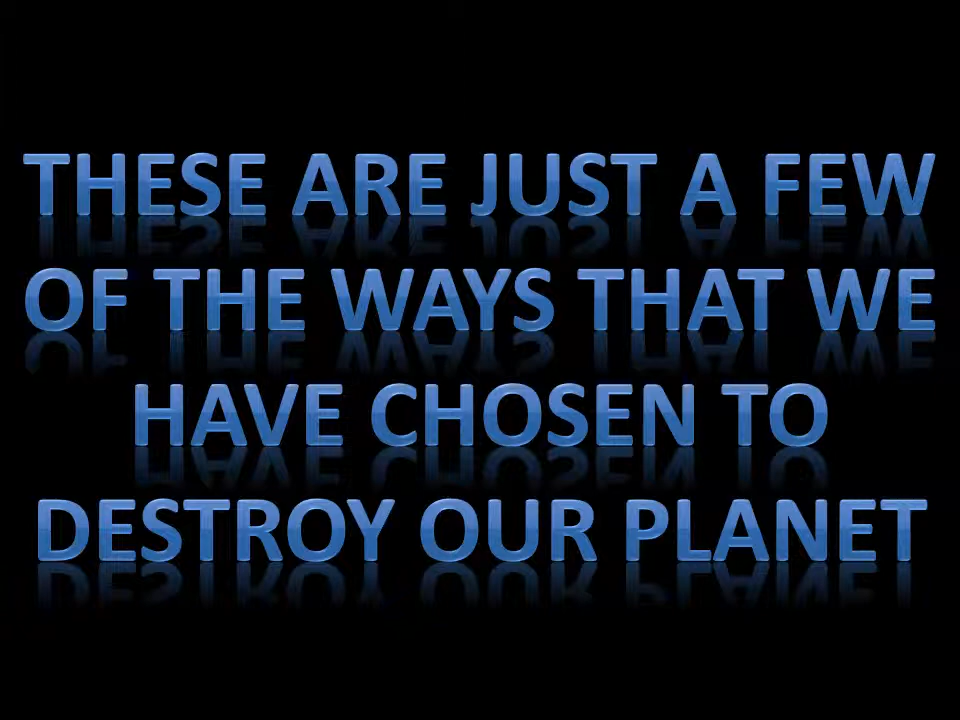 THESE ARE JUST A FEW
OF THE WAYS THAT WE
HAVE CHOSEN TO
DESTROY OUR PLANET